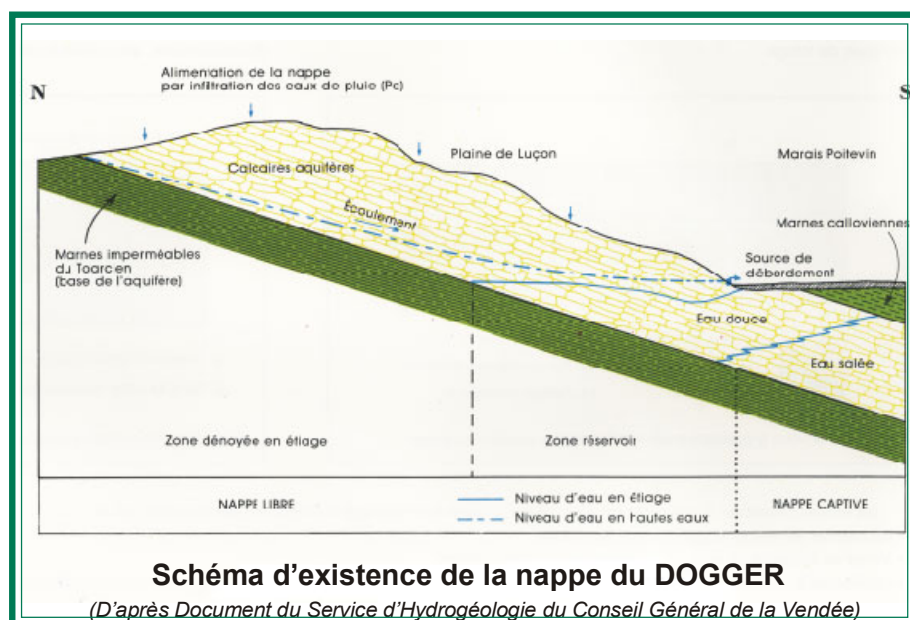 Alimentation de la nappe
par infiltration des eaux de pluie (Pc)
N
S
Plaine de Luçon
Marais Poitevin
Calcaires aquifères
Écoulement
Marnes calloviennes
Marnes imperméables
du Toarcen
(base de l'aquifère)
Source de
débordement
Eau douce
Eau salée
Zone dénoyée en étiage
Zone réservoir
NAPPE LIBRE
Niveau d'eau en étiage
Niveau d'eau en hautes eaux
NAPPE CAPTIVE
Schéma d'existence de la nappe du DOGGER
(D'après Document du Service d'Hydrogéologie du Conseil Général de la Vendée)